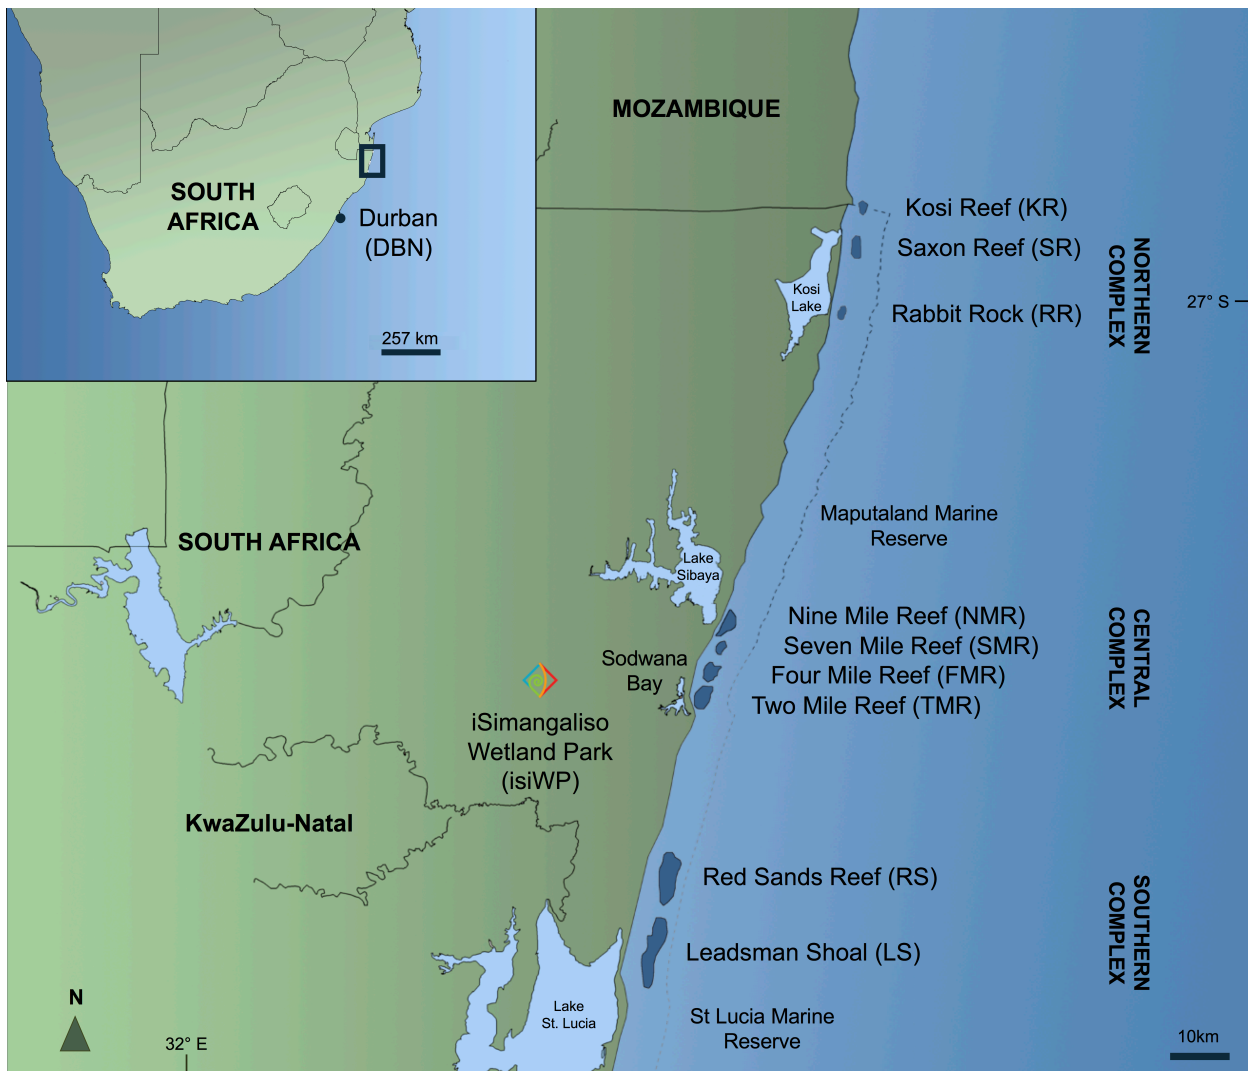 MOZAMBIQUE
SOUTH
AFRICA
Durban
(DBN)
257 km
Kosi Reef (KR)
Saxon Reef (SR)
Rabbit Rock (RR)
NORTHERN
COMPLEX
27° S
Kosi
Lake
SOUTH AFRICA
Maputaland Marine
Reserve
Lake
Sibaya
Nine Mile Reef (NMR)
Seven Mile Reef (SMR)
Four Mile Reef (FMR)
Two Mile Reef (TMR)
CENTRAL
COMPLEX
Sodwana
Bay
iSimangaliso
Wetland Park
(isiWP)
KwaZulu-Natal
Red Sands Reef (RS)
Leadsman Shoal (LS)
SOUTHERN
COMPLEX
Lake
St. Lucia
St Lucia Marine
Reserve
N
32° E
10km